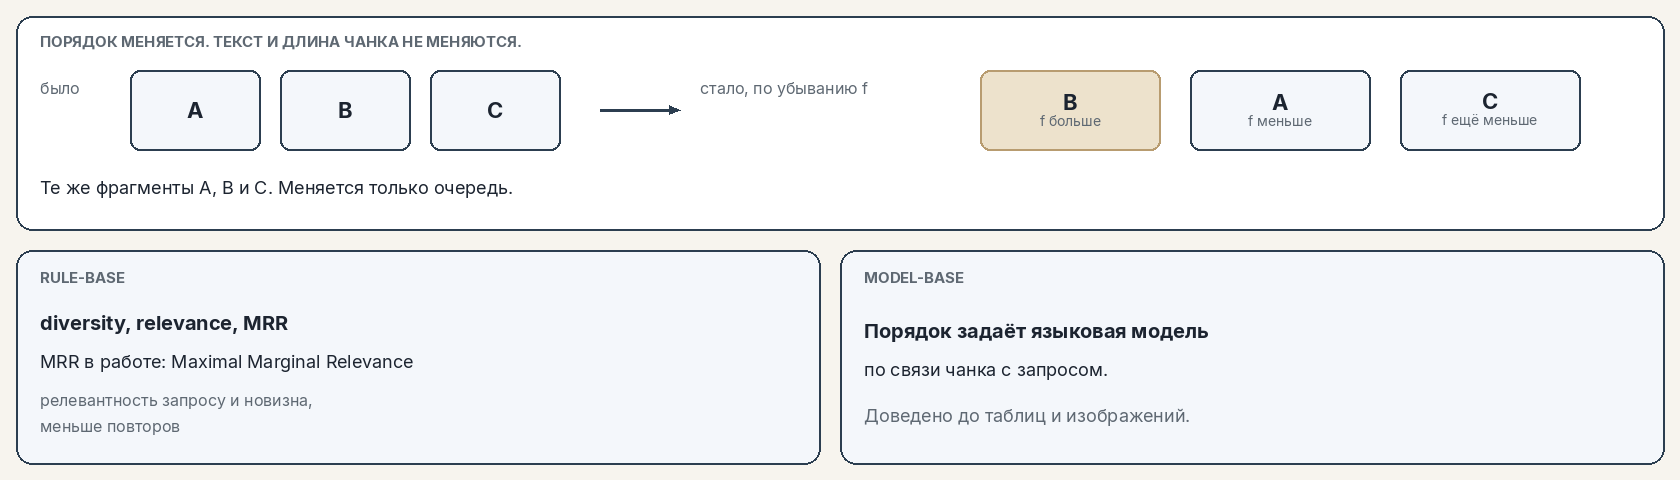 ПОРЯДОК МЕНЯЕТСЯ. ТЕКСТ И ДЛИНА ЧАНКА НЕ МЕНЯЮТСЯ.
было
A
B
C
стало, по убыванию f
B
f больше
A
f меньше
C
f ещё меньше
Те же фрагменты A, B и C. Меняется только очередь.
RULE-BASE
diversity, relevance, MRR
MRR в работе: Maximal Marginal Relevance
релевантность запросу и новизна,
меньше повторов
MODEL-BASE
Порядок задаёт языковая модель
по связи чанка с запросом.
Доведено до таблиц и изображений.